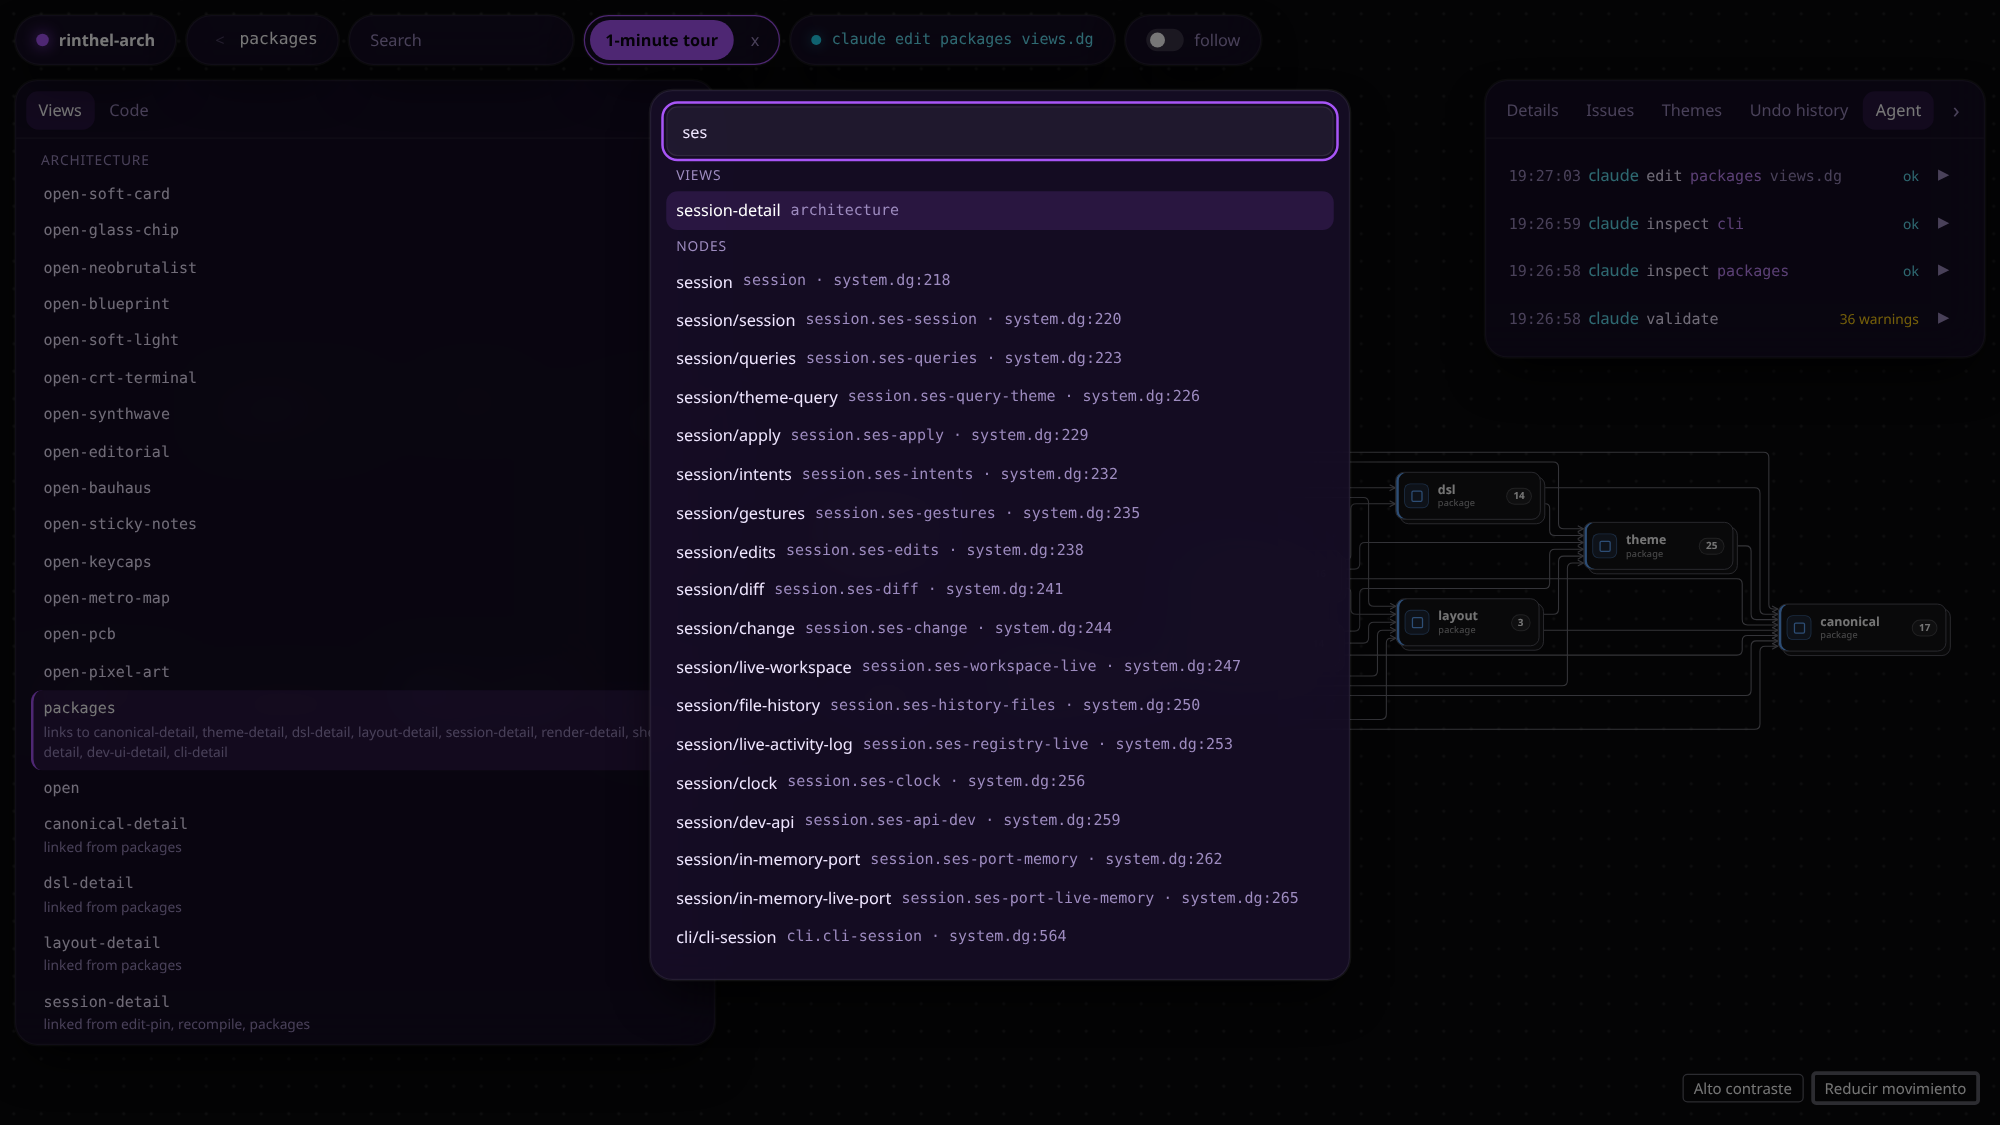 rinthel-arch
< packages
Search
1-minute tour x
claude edit packages views.dg
follow
Views Code
ARCHITECTURE
open-soft-card
open-glass-chip
open-neobrutalist
open-blueprint
open-soft-light
open-crt-terminal
open-synthwave
open-editorial
open-bauhaus
open-sticky-notes
open-keycaps
open-metro-map
open-pcb
open-pixel-art
packages
links to canonical-detail, theme-detail, dsl-detail, layout-detail, session-detail, render-detail,
detail, dev-ui-detail, cli-detail
open
canonical-detail
linked from packages
dsl-detail
linked from packages
layout-detail
linked from packages
session-detail
linked from edit-pin, recompile, packages
ses
VIEWS
session-detail architecture
NODES
session session · system.dg:218
session/session session.ses-session · system.dg:220
session/queries session.ses-queries · system.dg:223
session/theme-query session.ses-query-theme · system.dg:226
session/apply session.ses-apply · system.dg:229
session/intents session.ses-intents · system.dg:232
session/gestures session.ses-gestures · system.dg:235
session/edits session.ses-edits · system.dg:238
session/diff session.ses-diff · system.dg:241
session/change session.ses-change · system.dg:244
session/live-workspace session.ses-workspace-live · system.dg:247
session/file-history session.ses-history-files · system.dg:250
session/live-activity-log session.ses-registry-live · system.dg:253
session/clock session.ses-clock · system.dg:256
session/dev-api session.ses-api-dev · system.dg:259
session/in-memory-port session.ses-port-memory · system.dg:262
session/in-memory-live-port session.ses-port-live-memory · system.dg:265
cli/cli-session cli.cli-session · system.dg:564
Details Issues Themes Undo history Agent ›
19:27:03 claude edit packages views.dg ok
19:26:59 claude inspect cli ok
19:26:58 claude inspect packages ok
19:26:58 claude validate 36 warnings
dsl
package
14
theme
package
25
layout
package
3
canonical
package
17
Alto contraste
Reducir movimiento